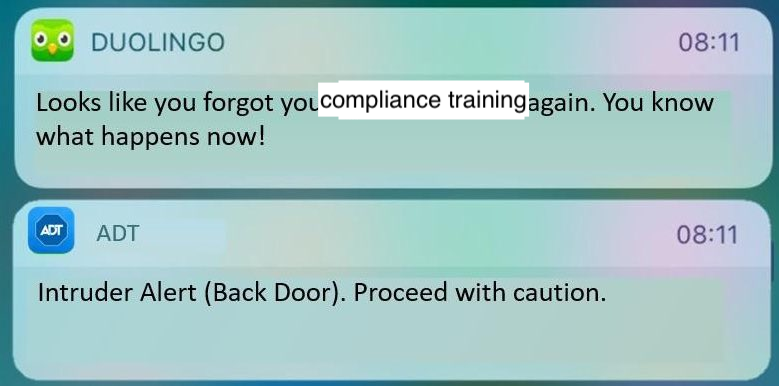 DUOLINGO 08:11
Looks like you forgot you compliance training again. You know
what happens now!
ADT ADT 08:11
Intruder Alert (Back Door). Proceed with caution.